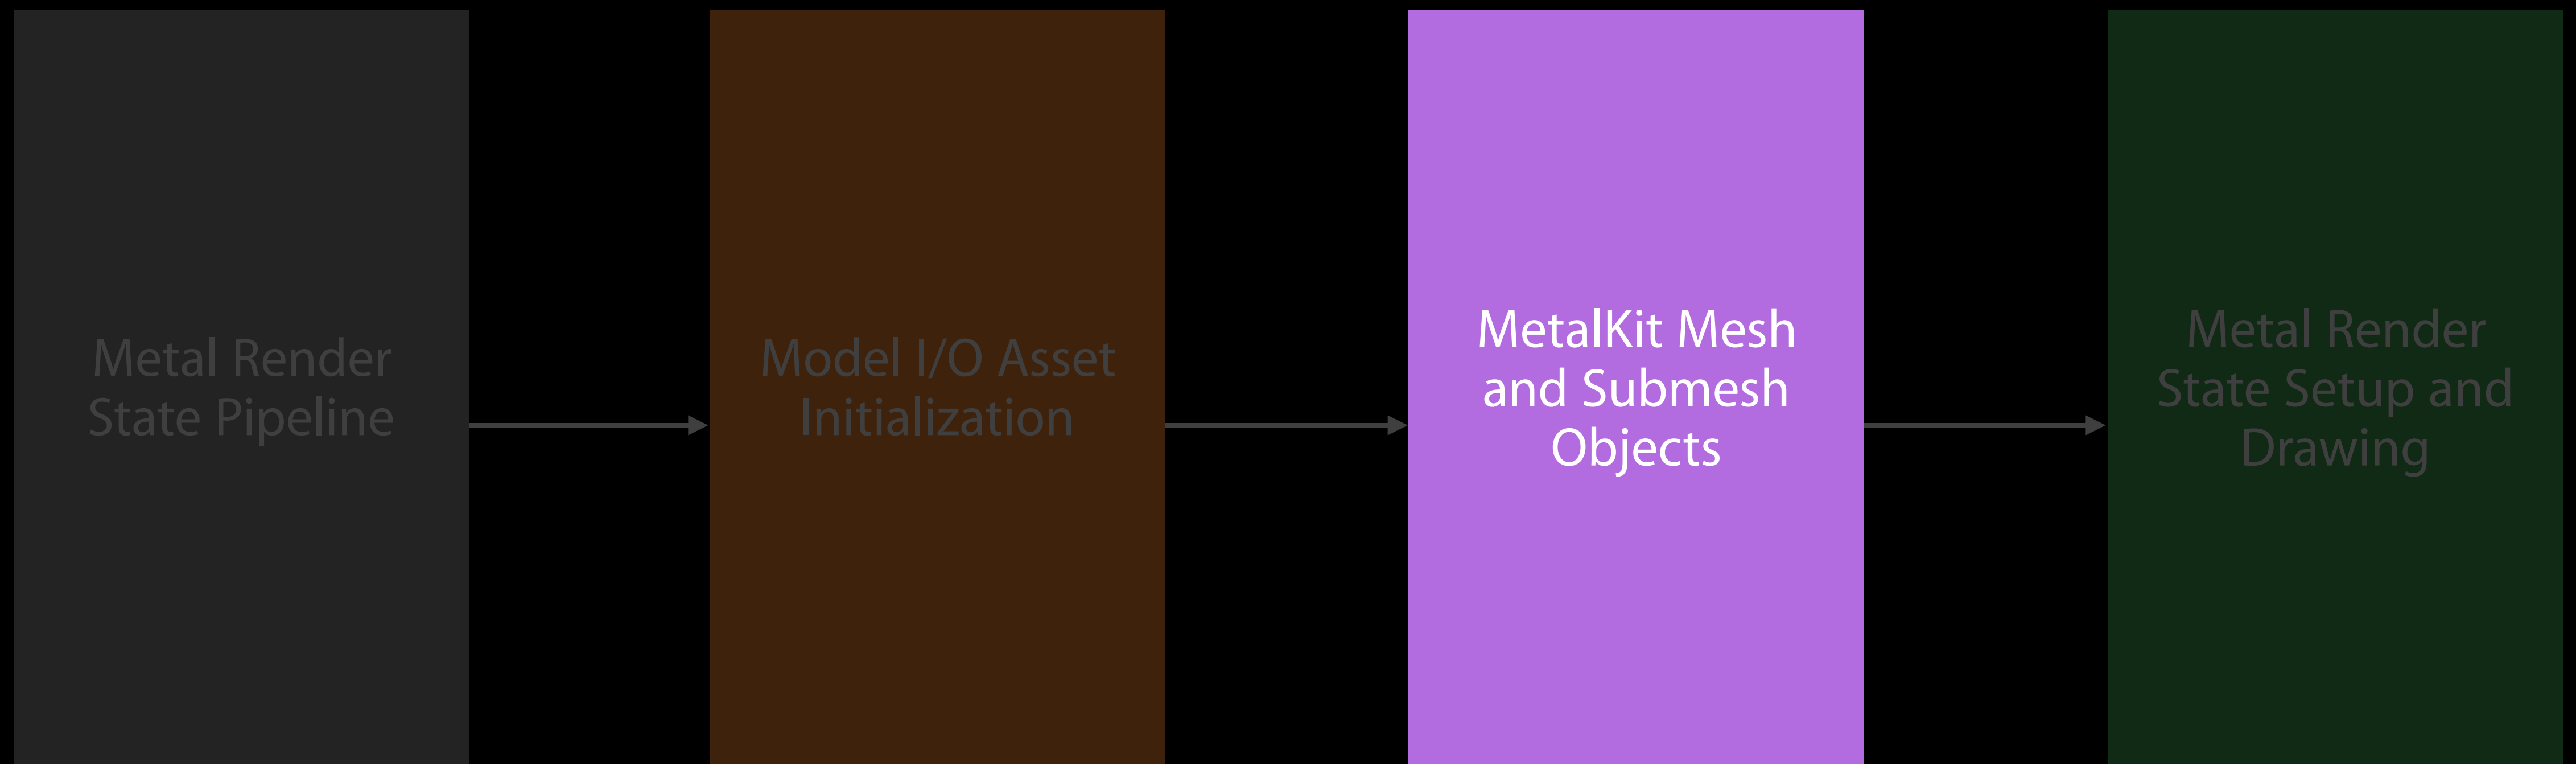 Metal Render
State Pipeline
Model I/O Asset
Initialization
MetalKit Mesh
and Submesh
Objects
Metal Render
State Setup and
Drawing